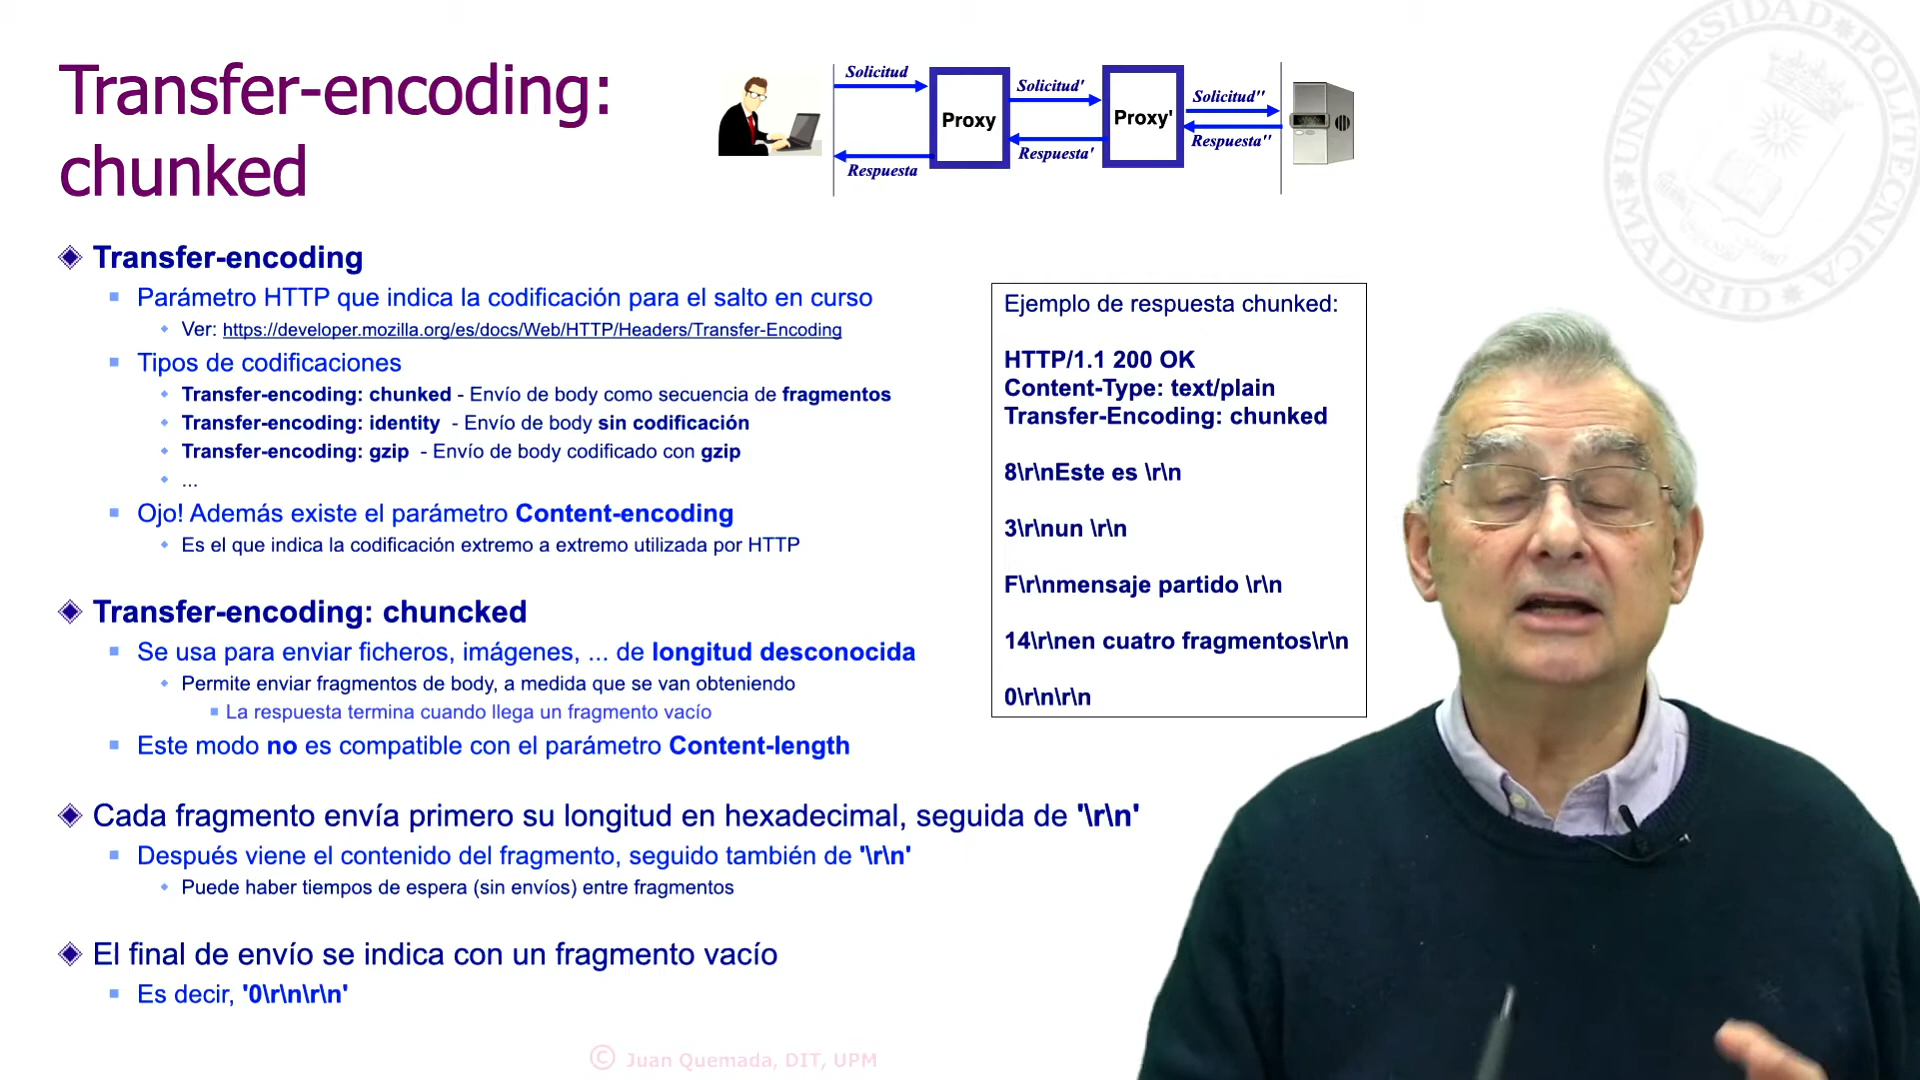 Transfer-encoding:
chunked
Solicitud
Proxy
Solicitud'
Proxy'
Solicitud''
Respuesta
Respuesta'
Respuesta''
UNIVERSIDAD POLITECNICA
MADRID
Transfer-encoding
Parámetro HTTP que indica la codificación para el salto en curso
Ver: https://developer.mozilla.org/es/docs/Web/HTTP/Headers/Transfer-Encoding
Tipos de codificaciones
Transfer-encoding: chunked - Envío de body como secuencia de fragmentos
Transfer-encoding: identity - Envío de body sin codificación
Transfer-encoding: gzip - Envío de body codificado con gzip
...
Ojo! Además existe el parámetro Content-encoding
Es el que indica la codificación extremo a extremo utilizada por HTTP
Transfer-encoding: chuncked
Se usa para enviar ficheros, imágenes, ... de longitud desconocida
Permite enviar fragmentos de body, a medida que se van obteniendo
La respuesta termina cuando llega un fragmento vacío
Este modo no es compatible con el parámetro Content-length
Cada fragmento envía primero su longitud en hexadecimal, seguida de '\r\n'
Después viene el contenido del fragmento, seguido también de '\r\n'
Puede haber tiempos de espera (sin envíos) entre fragmentos
El final de envío se indica con un fragmento vacío
Es decir, '0\r\n\r\n'
Ejemplo de respuesta chunked:
HTTP/1.1 200 OK
Content-Type: text/plain
Transfer-Encoding: chunked
8\r\nEste es \r\n
3\r\nun \r\n
F\r\nmensaje partido \r\n
14\r\nen cuatro fragmentos\r\n
0\r\n\r\n
© Juan Quemada, DIT, UPM